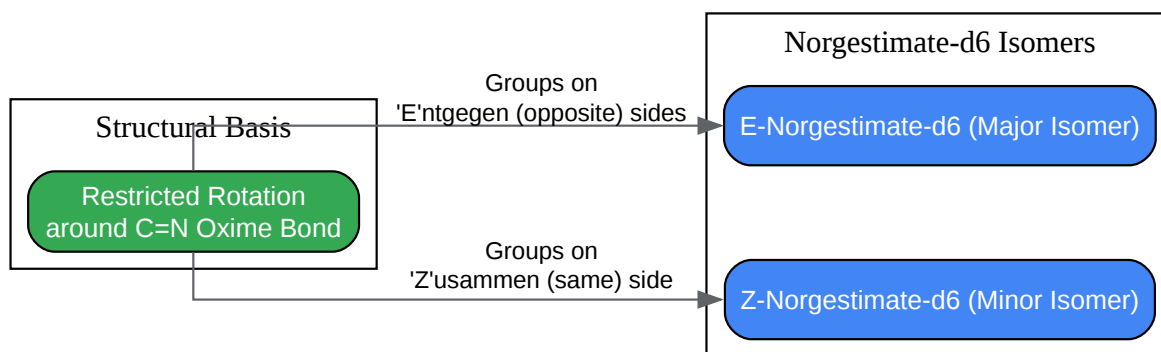 Structural Basis
Restricted Rotation
around C=N Oxime Bond
Groups on
'E'ntgegen (opposite) sides
Groups on
'Z'usammen (same) side
Norgestimate-d6 Isomers
E-Norgestimate-d6 (Major Isomer)
Z-Norgestimate-d6 (Minor Isomer)